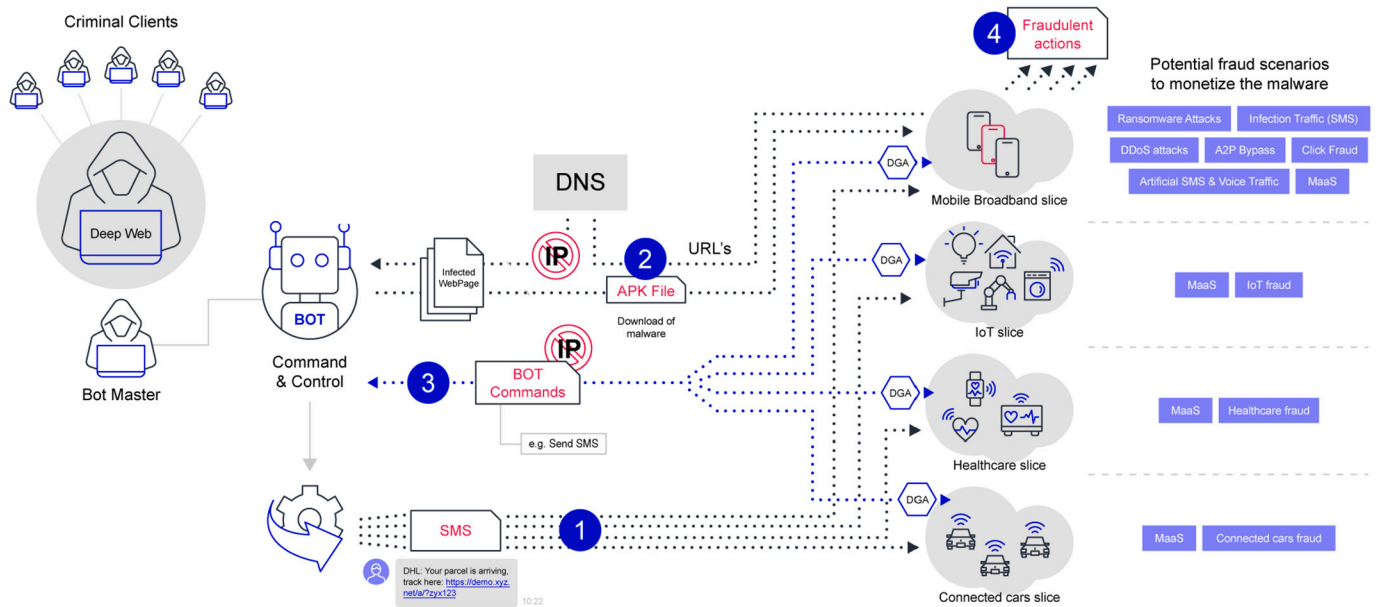 Criminal Clients
Deep Web
Bot Master
BOT
Command
& Control
DNS
IP
Infected
WebPage
2
URL's
APK File
Download of
malware
3
IP
BOT
Commands
e.g. Send SMS
SMS
1
DHL: Your parcel is arriving,
track here: https://demo.xyz.
net/a/?zyx123
10:22
4
Fraudulent
actions
DGA
Mobile Broadband slice
DGA
IoT slice
DGA
Healthcare slice
DGA
Connected cars slice
Potential fraud scenarios
to monetize the malware
Ransomware Attacks
Infection Traffic (SMS)
DDoS attacks
A2P Bypass
Click Fraud
Artificial SMS & Voice Traffic
MaaS
MaaS
IoT fraud
MaaS
Healthcare fraud
MaaS
Connected cars fraud